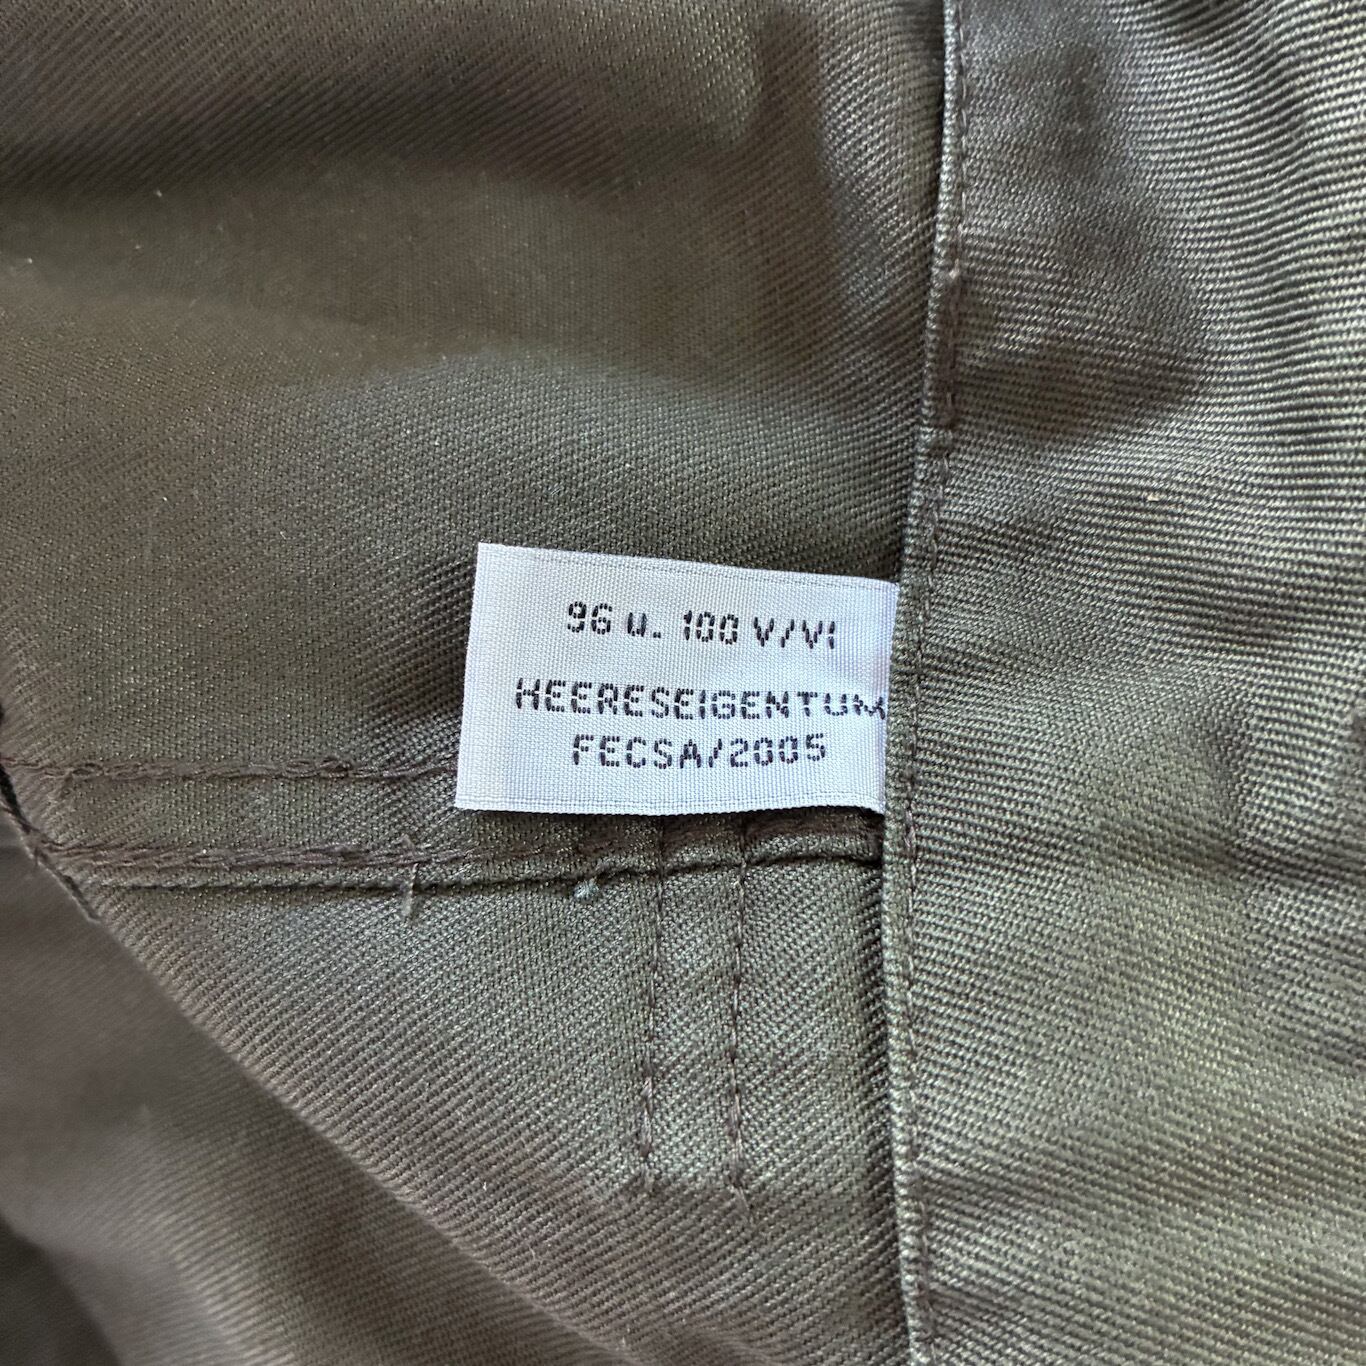 96 u. 100 V/VI
HEERESEIGENTUM
FECSA/2005